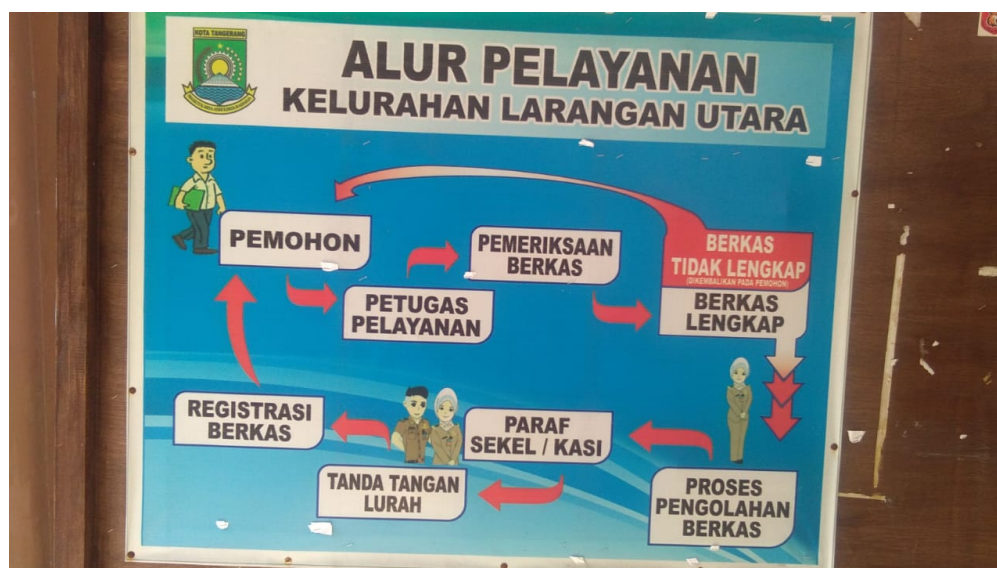 KOTA TANGERANG
ALUR PELAYANAN
KELURAHAN LARANGAN UTARA
PEMOHON
PETUGAS
PELAYANAN
PEMERIKSAAN
BERKAS
BERKAS
TIDAK LENGKAP
(DIKEMBALIKAN PADA PEMOHON)
BERKAS
LENGKAP
PROSES
PENGOLAHAN
BERKAS
PARAF
SEKEL / KASI
TANDA TANGAN
LURAH
REGISTRASI
BERKAS